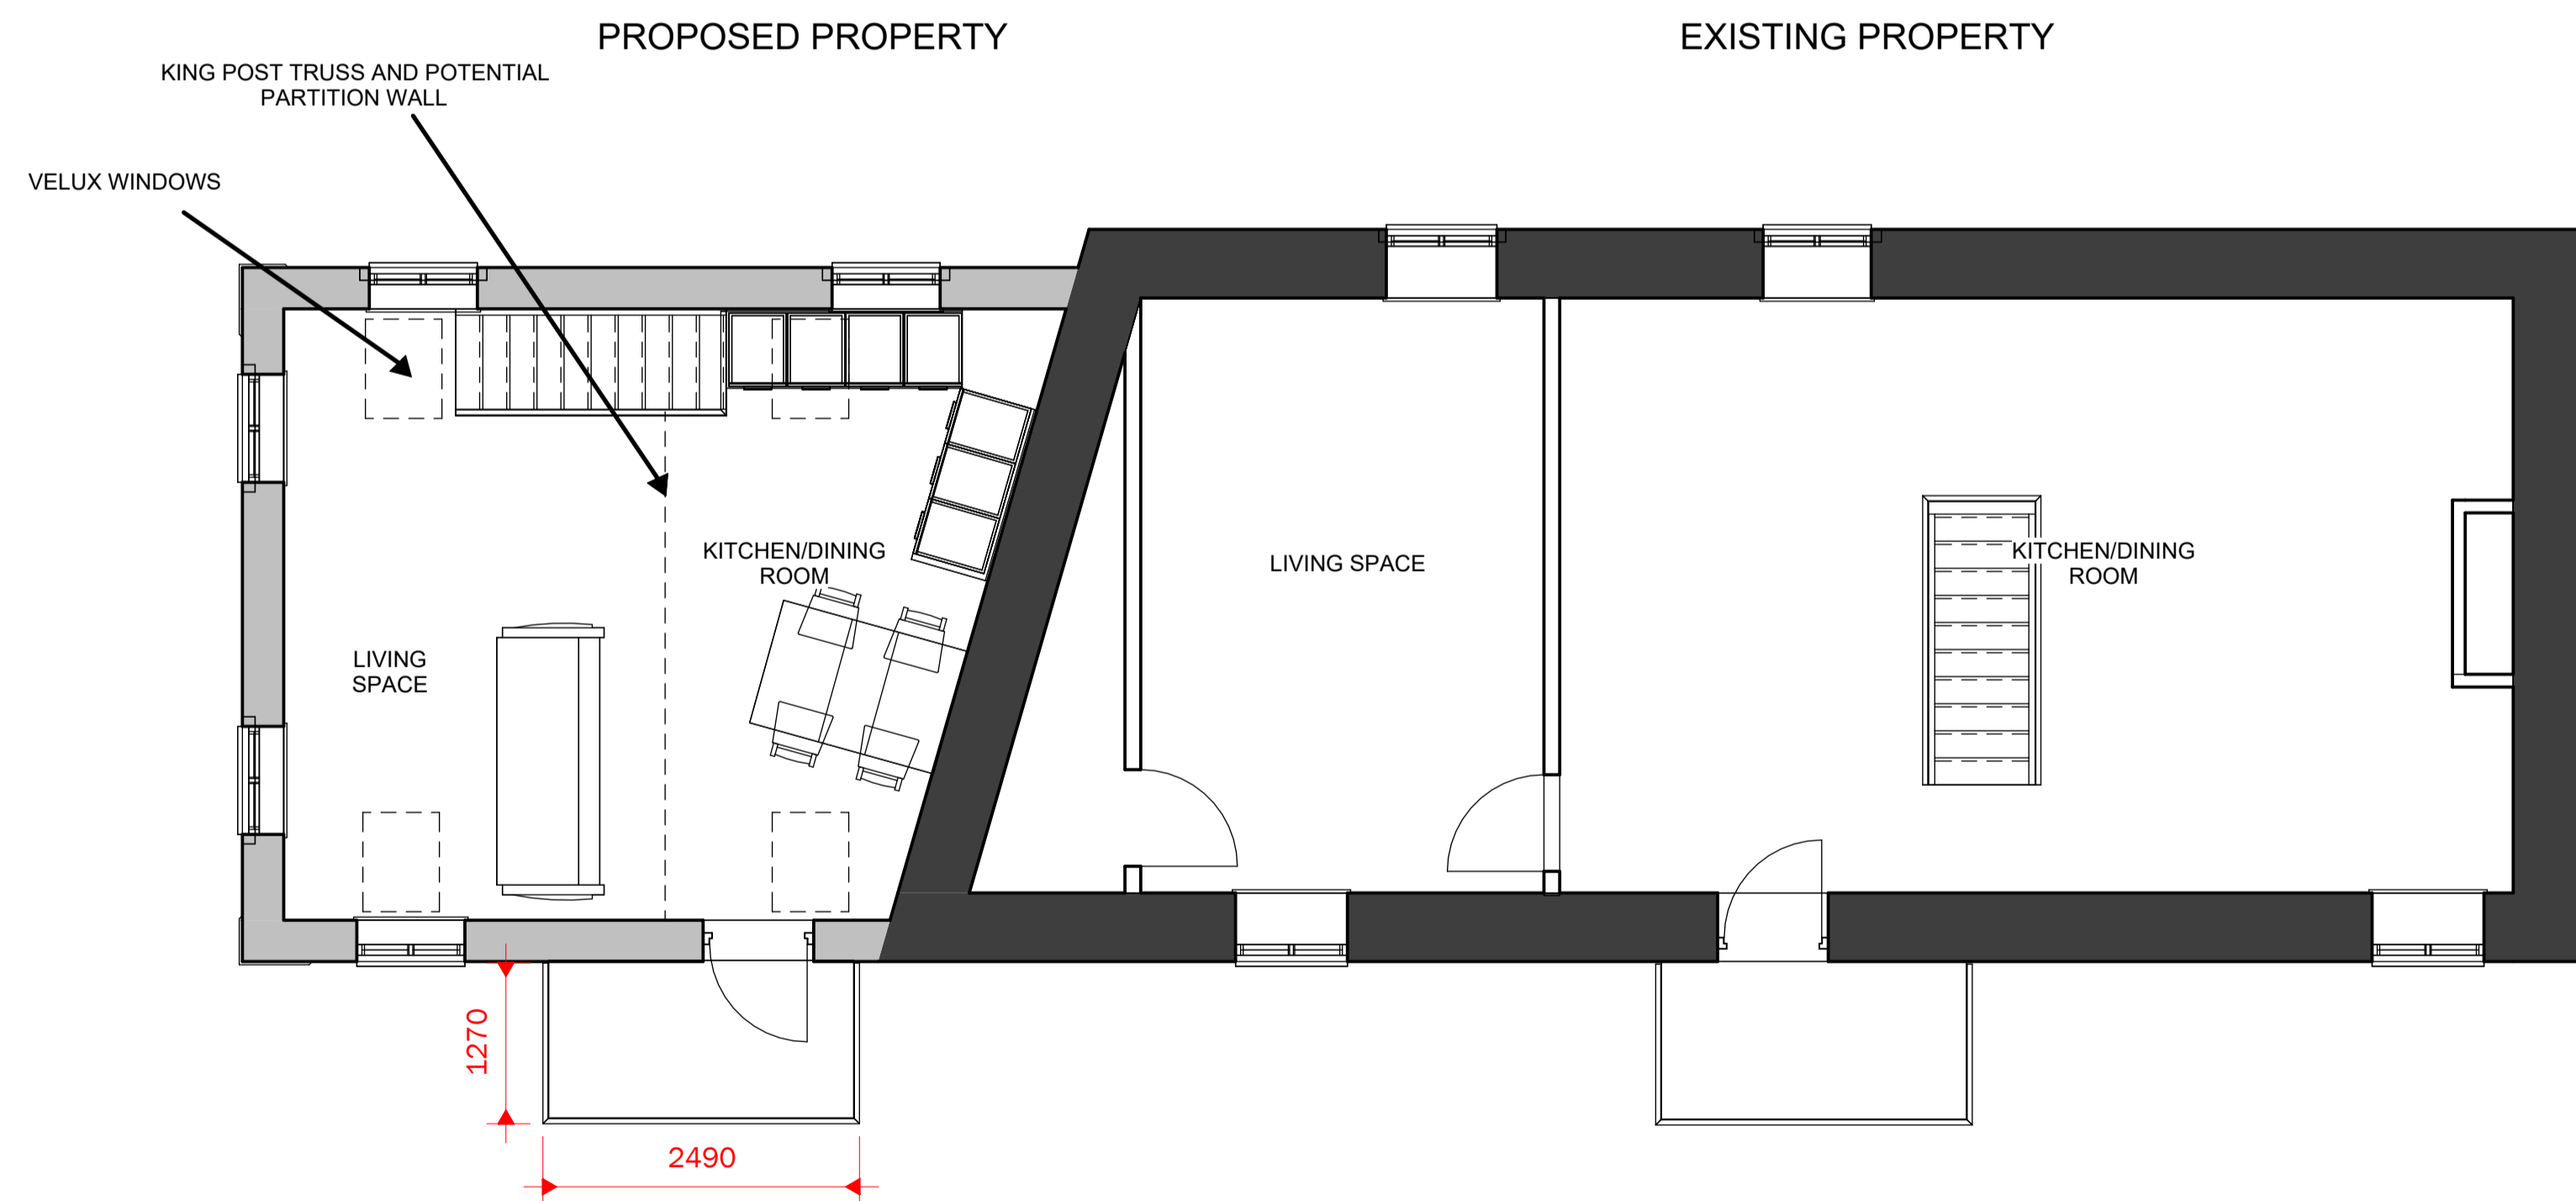 PROPOSED PROPERTY
EXISTING PROPERTY
KING POST TRUSS AND POTENTIAL
PARTITION WALL
VELUX WINDOWS
KITCHEN/DINING
ROOM
LIVING SPACE
KITCHEN/DINING
ROOM
LIVING
SPACE
1270
2490